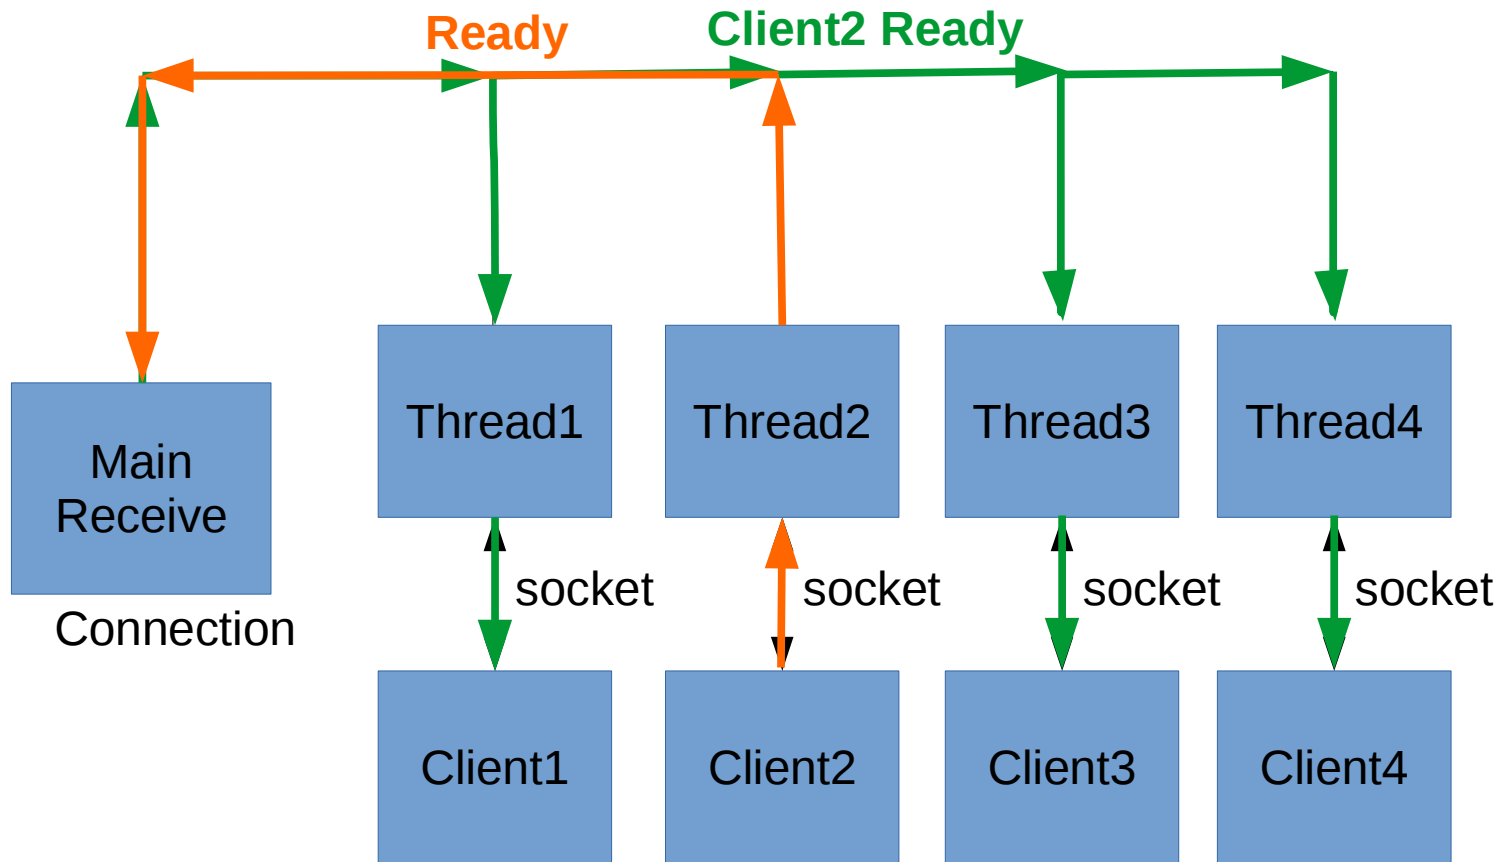 Ready
Client2 Ready
Thread1
Thread2
Thread3
Thread4
Main
Receive
socket
socket
socket
socket
Connection
Client1
Client2
Client3
Client4